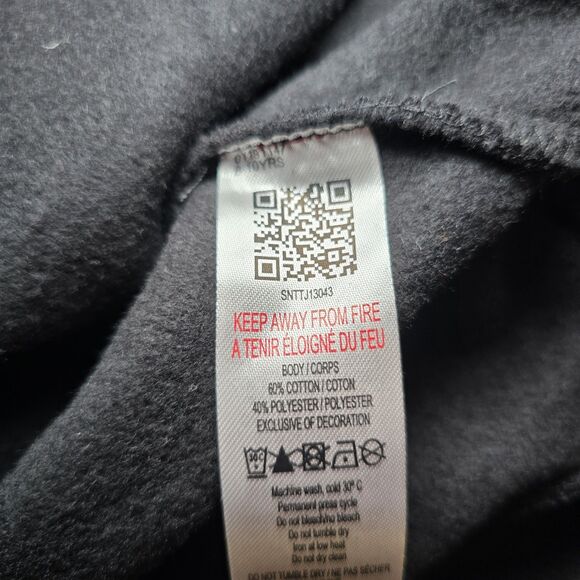 10YRS
SNTTJ13043
KEEP AWAY FROM FIRE
A TENIR ÉLOIGNÉ DU FEU
BODY / CORPS
60% COTTON / COTON
40% POLYESTER / POLYESTER
EXCLUSIVE OF DECORATION
Machine wash, cold 30° C
Permanent press cycle
Do not bleach/no bleach
Do not tumble dry
Iron at low heat
Do not dry clean
DO NOT TUMBLE DRY / NE PAS SÉCHER